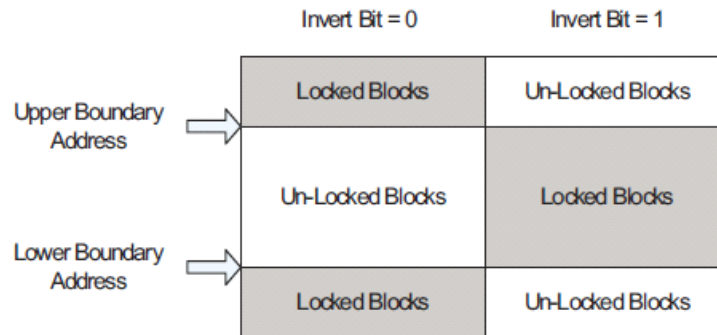 Invert Bit = 0 Invert Bit = 1
Locked Blocks Un-Locked Blocks
Upper Boundary
Address
Un-Locked Blocks Locked Blocks
Lower Boundary
Address
Locked Blocks Un-Locked Blocks